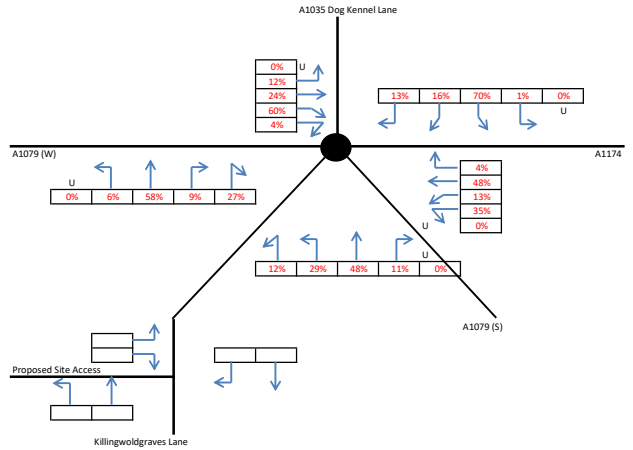 A1035 Dog Kennel Lane
0% U
12%
24%
60%
4%
13% 16% 70% 1% 0%
U
A1079 (W)
A1174
U
0% 6% 58% 9% 27%
4%
48%
13%
35%
0%
U
U
12% 29% 48% 11% 0%
A1079 (S)
Proposed Site Access
Killingwoldgraves Lane